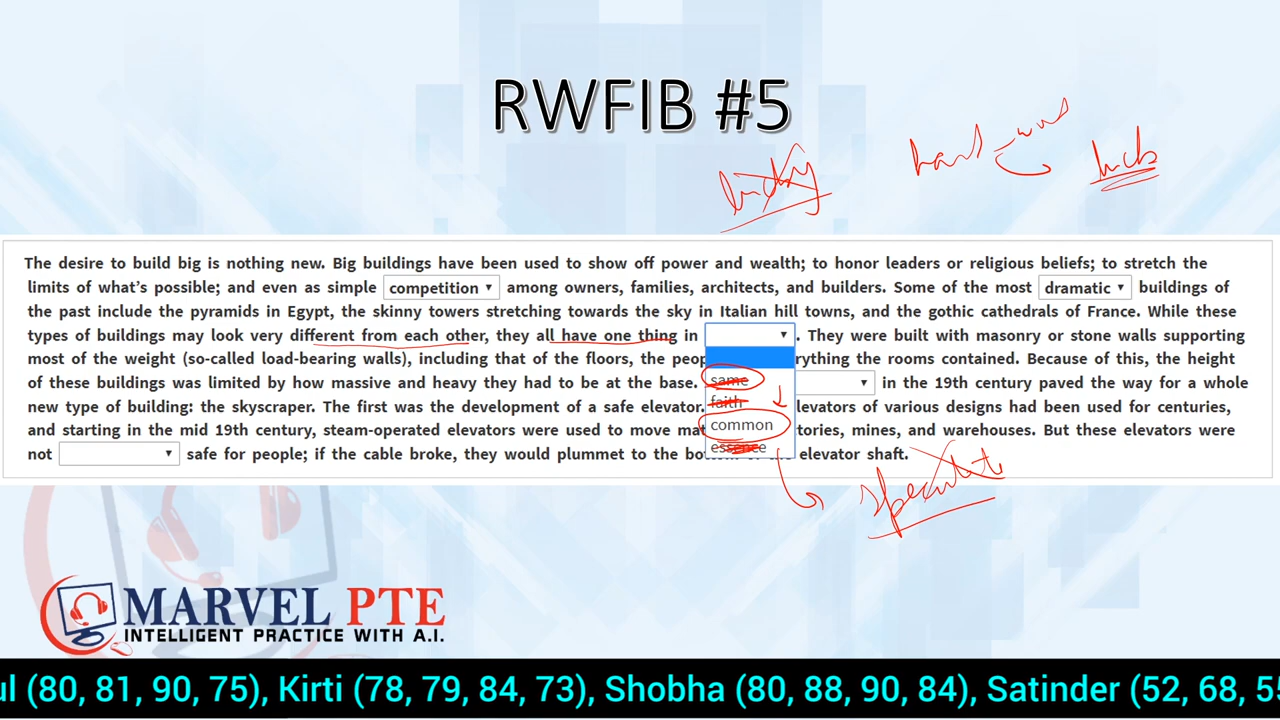 RWFIB #5
hard
lucky
The desire to build big is nothing new. Big buildings have been used to show off power and wealth; to honor leaders or religious beliefs; to stretch the
limits of what's possible; and even as simple competition among owners, families, architects, and builders. Some of the most dramatic buildings of
the past include the pyramids in Egypt, the skinny towers stretching towards the sky in Italian hill towns, and the gothic cathedrals of France. While these
types of buildings may look very different from each other, they all have one thing in . They were built with masonry or stone walls supporting
most of the weight (so-called load-bearing walls), including that of the floors, the peop rything the rooms contained. Because of this, the height
of these buildings was limited by how massive and heavy they had to be at the base. same in the 19th century paved the way for a whole
new type of building: the skyscraper. The first was the development of a safe elevator. faith levators of various designs had been used for centuries,
and starting in the mid 19th century, steam-operated elevators were used to move mat common tories, mines, and warehouses. But these elevators were
not safe for people; if the cable broke, they would plummet to the bot essence elevator shaft.
MARVEL PTE
INTELLIGENT PRACTICE WITH A.I.
ul (80, 81, 90, 75), Kirti (78, 79, 84, 73), Shobha (80, 88, 90, 84), Satinder (52, 68, 55